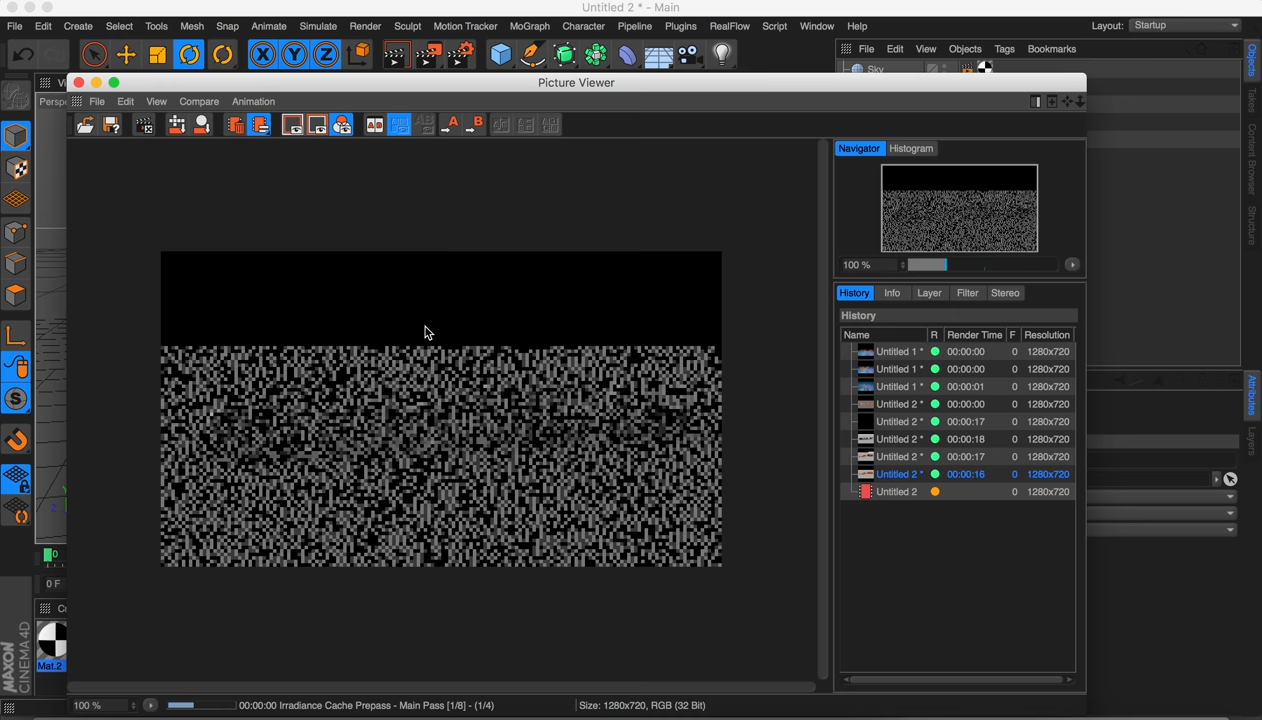 Untitled 2 * - Main
File Edit Create Select Tools Mesh Snap Animate Simulate Render Sculpt Motion Tracker MoGraph Character Pipeline Plugins RealFlow Script Window Help Layout: Startup
File Edit View Objects Tags Bookmarks
Sky
Picture Viewer
Persp
File Edit View Compare Animation
Navigator Histogram
100 %
History Info Layer Filter Stereo
History
Name R Render Time F Resolution
Untitled 1 * 00:00:00 0 1280x720
Untitled 1 * 00:00:00 0 1280x720
Untitled 1 * 00:00:01 0 1280x720
Untitled 2 * 00:00:00 0 1280x720
Untitled 2 * 00:00:17 0 1280x720
Untitled 2 * 00:00:18 0 1280x720
Untitled 2 * 00:00:17 0 1280x720
Untitled 2 * 00:00:16 0 1280x720
Untitled 2 0 1280x720
Objects
Takes
Content Browser
Structure
Attributes
Layers
0
0 F
Mat.2
MAXON
CINEMA 4D
100 % 00:00:00 Irradiance Cache Prepass - Main Pass [1/8] - (1/4) Size: 1280x720, RGB (32 Bit)